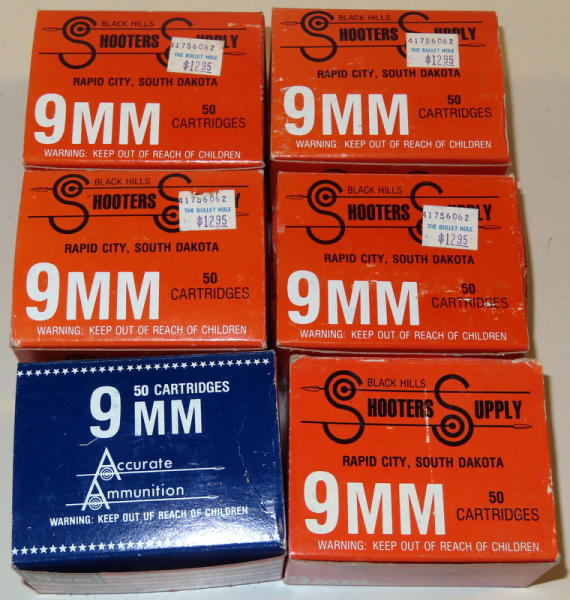 BLACK HILLS
SHOOTERS SUPPLY
41756062
THE BULLET HOLE
$12.95
RAPID CITY, SOUTH DAKOTA
9MM
50
CARTRIDGES
WARNING: KEEP OUT OF REACH OF CHILDREN
BLACK HILLS
SHOOTERS SUPPLY
41756062
THE BULLET HOLE
$12.95
RAPID CITY, SOUTH DAKOTA
9MM
50
CARTRIDGES
WARNING: KEEP OUT OF REACH OF CHILDREN
BLACK HILLS
SHOOTERS SUPPLY
41756062
THE BULLET HOLE
$12.95
RAPID CITY, SOUTH DAKOTA
9MM
50
CARTRIDGES
WARNING: KEEP OUT OF REACH OF CHILDREN
BLACK HILLS
SHOOTERS SUPPLY
41756062
THE BULLET HOLE
$12.95
RAPID CITY, SOUTH DAKOTA
9MM
50
CARTRIDGES
WARNING: KEEP OUT OF REACH OF CHILDREN
50 CARTRIDGES
9 MM
Accurate
Ammunition
WARNING: KEEP OUT OF REACH OF CHILDREN
9MM
BLACK HILLS
SHOOTERS SUPPLY
RAPID CITY, SOUTH DAKOTA
9MM
50
CARTRIDGES
WARNING: KEEP OUT OF REACH OF CHILDREN